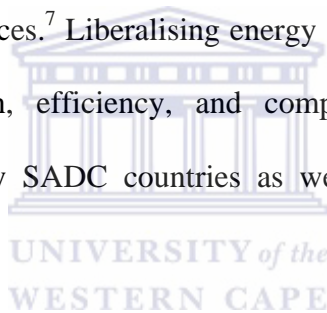 ces.⁷ Liberalising energy
n, efficiency, and comp
y SADC countries as we
UNIVERSITY of the
WESTERN CAPE